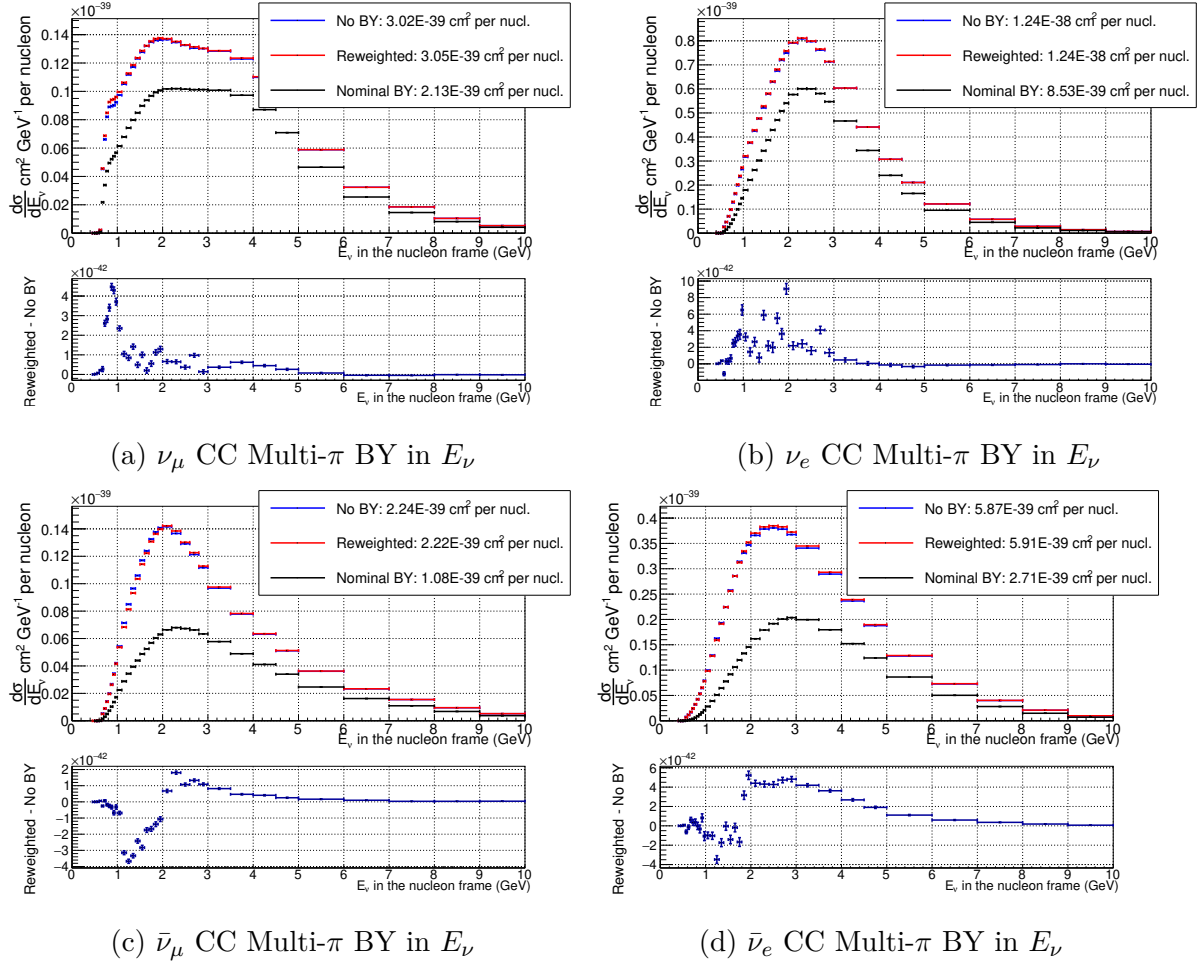 ×10⁻³⁹
No BY: 3.02E-39 cm² per nucl.
Reweighted: 3.05E-39 cm² per nucl.
Nominal BY: 2.13E-39 cm² per nucl.
dσ/dEν cm² GeV⁻¹ per nucleon
0.14
0.12
0.1
0.08
0.06
0.04
0.02
0
0 1 2 3 4 5 6 7 8 9 10
Eν in the nucleon frame (GeV)
×10⁻⁴²
Reweighted - No BY
4
3
2
1
0
0 1 2 3 4 5 6 7 8 9 10
Eν in the nucleon frame (GeV)
(a) νμ CC Multi-π BY in Eν
×10⁻³⁹
No BY: 1.24E-38 cm² per nucl.
Reweighted: 1.24E-38 cm² per nucl.
Nominal BY: 8.53E-39 cm² per nucl.
dσ/dEν cm² GeV⁻¹ per nucleon
0.8
0.7
0.6
0.5
0.4
0.3
0.2
0.1
0
0 1 2 3 4 5 6 7 8 9 10
Eν in the nucleon frame (GeV)
×10⁻⁴²
Reweighted - No BY
10
8
6
4
2
0
0 1 2 3 4 5 6 7 8 9 10
Eν in the nucleon frame (GeV)
(b) νe CC Multi-π BY in Eν
×10⁻³⁹
No BY: 2.24E-39 cm² per nucl.
Reweighted: 2.22E-39 cm² per nucl.
Nominal BY: 1.08E-39 cm² per nucl.
dσ/dEν cm² GeV⁻¹ per nucleon
0.14
0.12
0.1
0.08
0.06
0.04
0.02
0
0 1 2 3 4 5 6 7 8 9 10
Eν in the nucleon frame (GeV)
×10⁻⁴²
Reweighted - No BY
2
1
0
−1
−2
−3
−4
0 1 2 3 4 5 6 7 8 9 10
Eν in the nucleon frame (GeV)
(c) ν̄μ CC Multi-π BY in Eν
×10⁻³⁹
No BY: 5.87E-39 cm² per nucl.
Reweighted: 5.91E-39 cm² per nucl.
Nominal BY: 2.71E-39 cm² per nucl.
dσ/dEν cm² GeV⁻¹ per nucleon
0.4
0.35
0.3
0.25
0.2
0.15
0.1
0.05
0
0 1 2 3 4 5 6 7 8 9 10
Eν in the nucleon frame (GeV)
×10⁻⁴²
Reweighted - No BY
6
4
2
0
−2
−4
0 1 2 3 4 5 6 7 8 9 10
Eν in the nucleon frame (GeV)
(d) ν̄e CC Multi-π BY in Eν